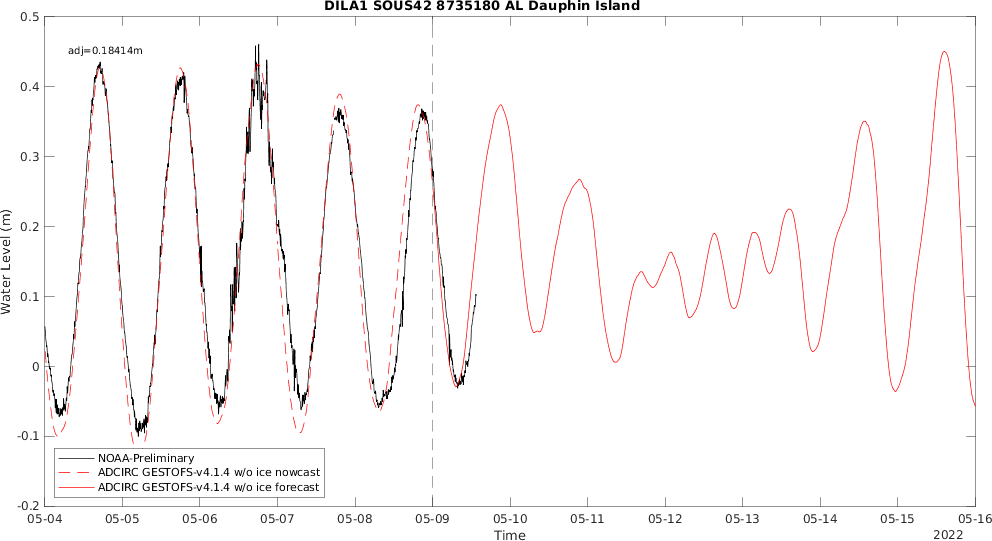 DILA1 SOUS42 8735180 AL Dauphin Island
adj=0.18414m
0.5
0.4
0.3
0.2
0.1
0
-0.1
-0.2
Water Level (m)
NOAA-Preliminary
ADCIRC GESTOFS-v4.1.4 w/o ice nowcast
ADCIRC GESTOFS-v4.1.4 w/o ice forecast
05-04 05-05 05-06 05-07 05-08 05-09 05-10 05-11 05-12 05-13 05-14 05-15 05-16
Time
2022